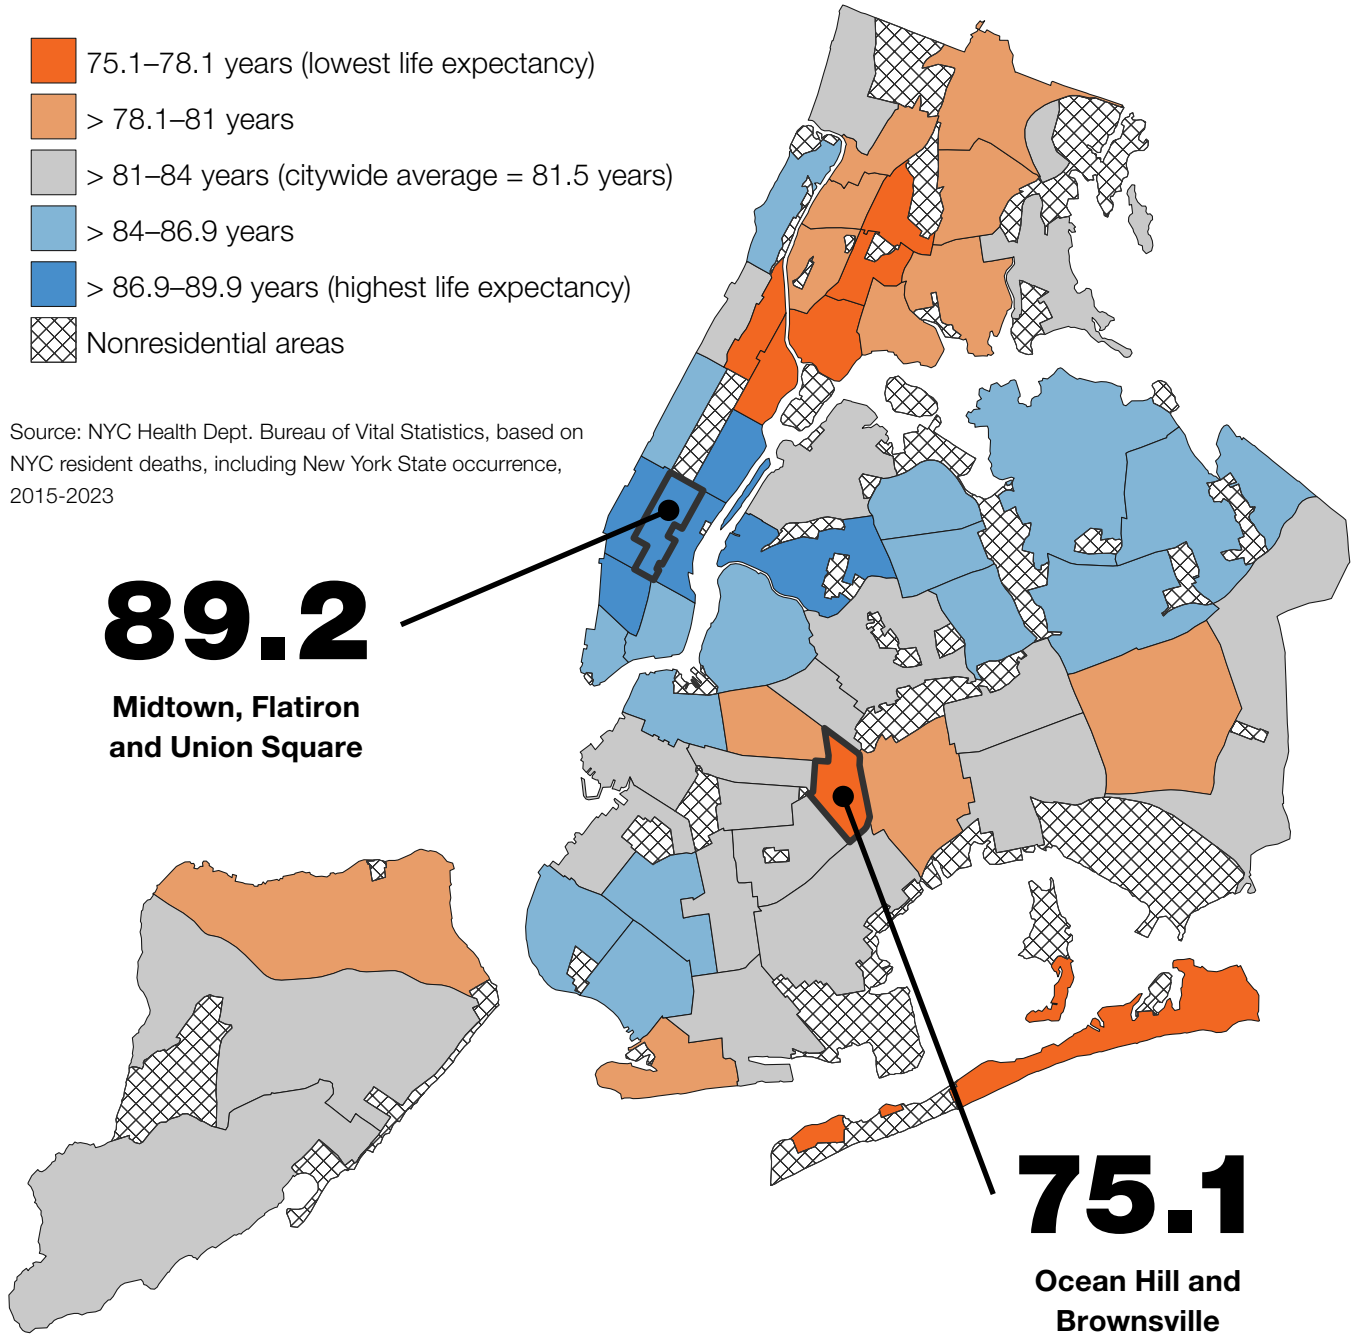 75.1–78.1 years (lowest life expectancy)
> 78.1–81 years
> 81–84 years (citywide average = 81.5 years)
> 84–86.9 years
> 86.9–89.9 years (highest life expectancy)
Nonresidential areas
Source: NYC Health Dept. Bureau of Vital Statistics, based on
NYC resident deaths, including New York State occurrence,
2015-2023
89.2
Midtown, Flatiron
and Union Square
75.1
Ocean Hill and
Brownsville